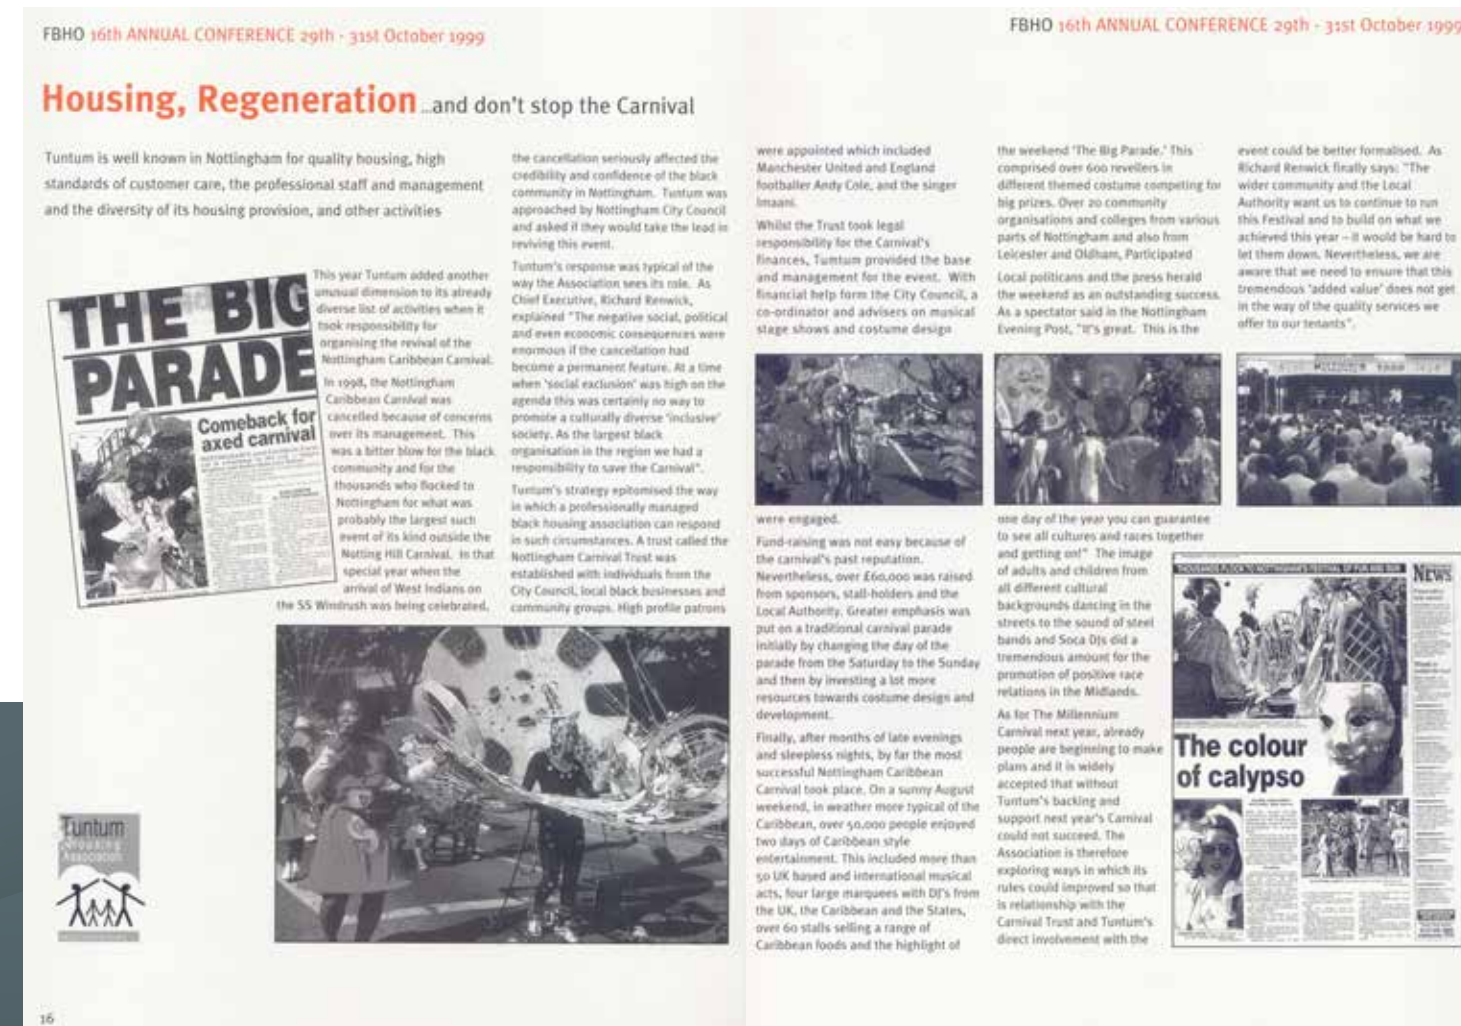 FBHO 16th ANNUAL CONFERENCE 29th - 31st October 1999
Housing, Regeneration ...and don't stop the Carnival
Tuntum is well known in Nottingham for quality housing, high
standards of customer care, the professional staff and management
and the diversity of its housing provision, and other activities
THE BIG
PARADE
Comeback for
axed carnival
This year Tuntum added another
unusual dimension to its already
diverse list of activities when it
took responsibility for
organising the revival of the
Nottingham Caribbean Carnival.
In 1998, the Nottingham
Caribbean Carnival was
cancelled because of concerns
over its management. This
was a bitter blow for the black
community and for the
thousands who flocked to
Nottingham for what was
probably the largest such
event of its kind outside the
Notting Hill Carnival. In that
special year when the
arrival of West Indians on
the SS Windrush was being celebrated,
the cancellation seriously affected the
credibility and confidence of the black
community in Nottingham. Tuntum was
approached by Nottingham City Council
and asked if they would take the lead in
reviving this event.
Tuntum's response was typical of the
way the Association sees its role. As
Chief Executive, Richard Renwick,
explained "The negative social, political
and even economic consequences were
enormous if the cancellation had
become a permanent feature. At a time
when 'social exclusion' was high on the
agenda this was certainly no way to
promote a culturally diverse 'inclusive'
society. As the largest black
organisation in the region we had a
responsibility to save the Carnival".
Tuntum's strategy epitomised the way
in which a professionally managed
black housing association can respond
in such circumstances. A trust called the
Nottingham Carnival Trust was
established with individuals from the
City Council, local black businesses and
community groups. High profile patrons
Tuntum
Housing
Association
16
FBHO 16th ANNUAL CONFERENCE 29th - 31st October 1999
were appointed which included
Manchester United and England
footballer Andy Cole, and the singer
Imaani.
Whilst the Trust took legal
responsibility for the Carnival's
finances, Tumtum provided the base
and management for the event. With
financial help form the City Council, a
co-ordinator and advisers on musical
stage shows and costume design
were engaged.
Fund-raising was not easy because of
the carnival's past reputation.
Nevertheless, over £60,000 was raised
from sponsors, stall-holders and the
Local Authority. Greater emphasis was
put on a traditional carnival parade
initially by changing the day of the
parade from the Saturday to the Sunday
and then by investing a lot more
resources towards costume design and
development.
Finally, after months of late evenings
and sleepless nights, by far the most
successful Nottingham Caribbean
Carnival took place. On a sunny August
weekend, in weather more typical of the
Caribbean, over 50,000 people enjoyed
two days of Caribbean style
entertainment. This included more than
50 UK based and international musical
acts, four large marquees with DJ's from
the UK, the Caribbean and the States,
over 60 stalls selling a range of
Caribbean foods and the highlight of
the weekend 'The Big Parade.' This
comprised over 600 revellers in
different themed costume competing for
big prizes. Over 20 community
organisations and colleges from various
parts of Nottingham and also from
Leicester and Oldham, Participated
Local politicans and the press herald
the weekend as an outstanding success.
As a spectator said in the Nottingham
Evening Post, "It's great. This is the
one day of the year you can guarantee
to see all cultures and races together
and getting on!" The image
of adults and children from
all different cultural
backgrounds dancing in the
streets to the sound of steel
bands and Soca DJs did a
tremendous amount for the
promotion of positive race
relations in the Midlands.
As for The Millennium
Carnival next year, already
people are beginning to make
plans and it is widely
accepted that without
Tuntum's backing and
support next year's Carnival
could not succeed. The
Association is therefore
exploring ways in which its
rules could improved so that
is relationship with the
Carnival Trust and Tuntum's
direct involvement with the
event could be better formalised. As
Richard Renwick finally says: "The
wider community and the Local
Authority want us to continue to run
this Festival and to build on what we
achieved this year – it would be hard to
let them down. Nevertheless, we are
aware that we need to ensure that this
tremendous 'added value' does not get
in the way of the quality services we
offer to our tenants".
THOUSANDS FLOCK TO NOTTINGHAM'S FESTIVAL OF FUN AND SUN
NEWS
The colour
of calypso